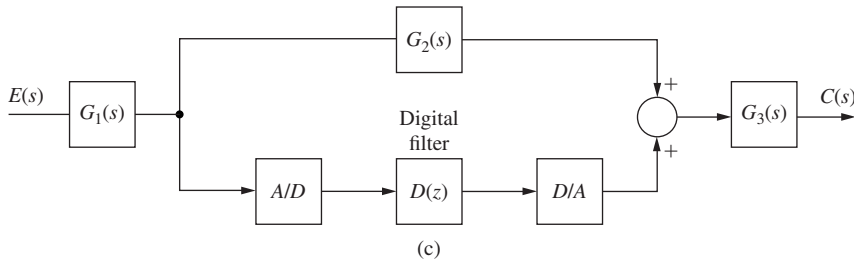 G₂(s)
E(s)
G₁(s)
+
+
G₃(s)
C(s)
Digital
filter
A/D
D(z)
D/A
(c)